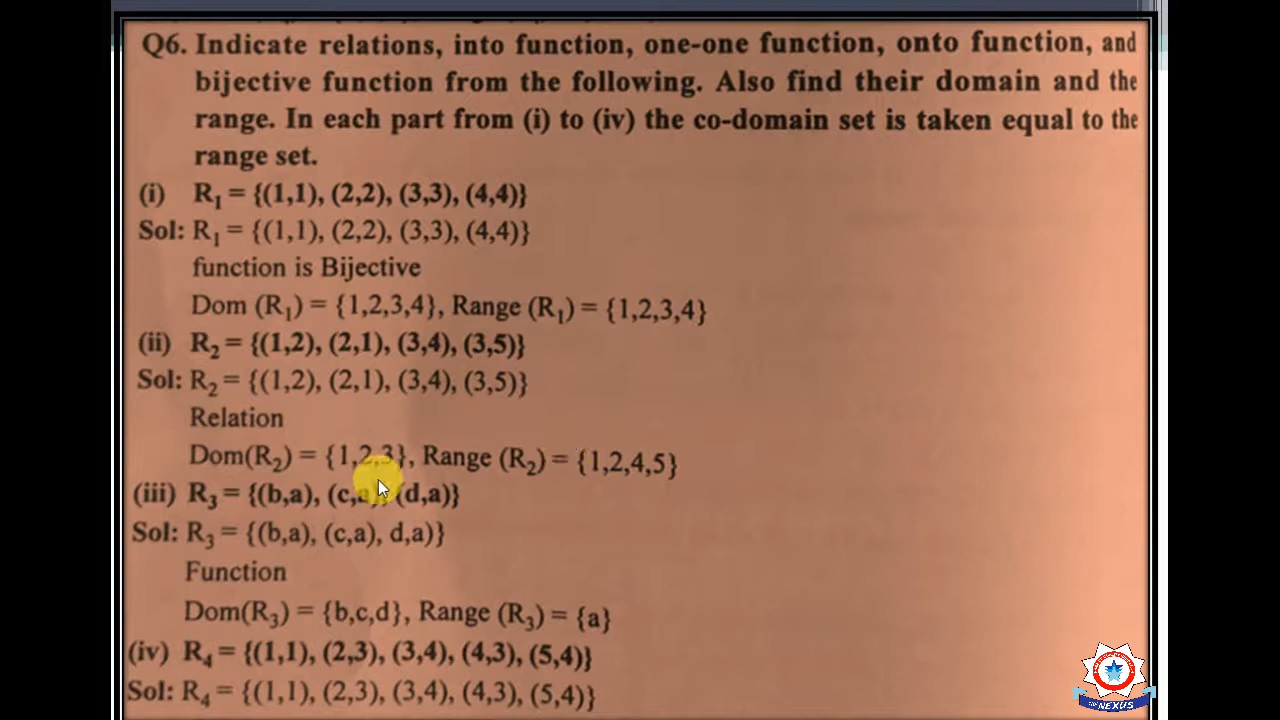 Q6. Indicate relations, into function, one-one function, onto function, and
bijective function from the following. Also find their domain and the
range. In each part from (i) to (iv) the co-domain set is taken equal to the
range set.
(i) R₁ = {(1,1), (2,2), (3,3), (4,4)}
Sol: R₁ = {(1,1), (2,2), (3,3), (4,4)}
function is Bijective
Dom (R₁) = {1,2,3,4}, Range (R₁) = {1,2,3,4}
(ii) R₂ = {(1,2), (2,1), (3,4), (3,5)}
Sol: R₂ = {(1,2), (2,1), (3,4), (3,5)}
Relation
Dom(R₂) = {1,2,3}, Range (R₂) = {1,2,4,5}
(iii) R₃ = {(b,a), (c,a), (d,a)}
Sol: R₃ = {(b,a), (c,a), d,a)}
Function
Dom(R₃) = {b,c,d}, Range (R₃) = {a}
(iv) R₄ = {(1,1), (2,3), (3,4), (4,3), (5,4)}
Sol: R₄ = {(1,1), (2,3), (3,4), (4,3), (5,4)}
NEXUS